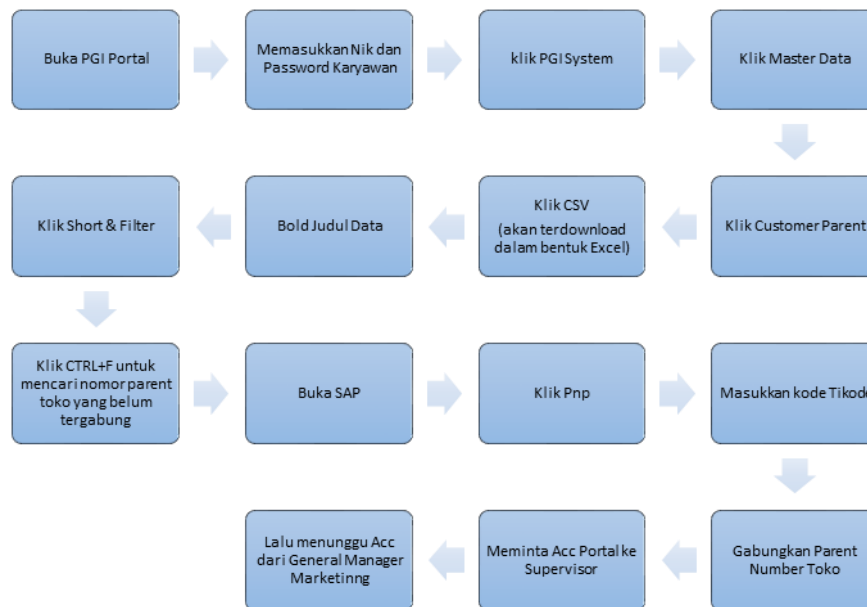 Buka PGI Portal
Memasukkan Nik dan
Password Karyawan
klik PGI System
Klik Master Data
Klik Customer Parent
Klik CSV
(akan terdownload
dalam bentuk Excel)
Bold Judul Data
Klik Short & Filter
Klik CTRL+F untuk
mencari nomor parent
toko yang belum
tergabung
Buka SAP
Klik Pnp
Masukkan kode Tikode
Gabungkan Parent
Number Toko
Meminta Acc Portal ke
Supervisor
Lalu menunggu Acc
dari General Manager
Marketinng